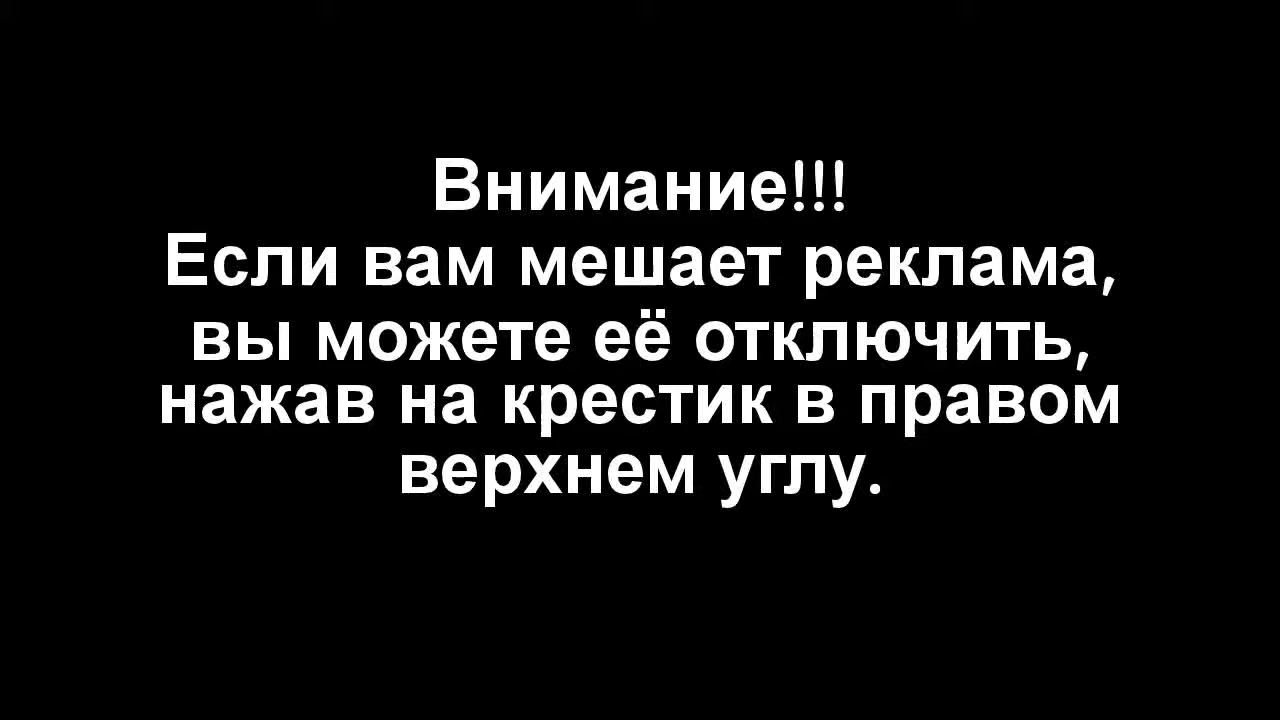 Внимание!!!
Если вам мешает реклама,
вы можете её отключить,
нажав на крестик в правом
верхнем углу.